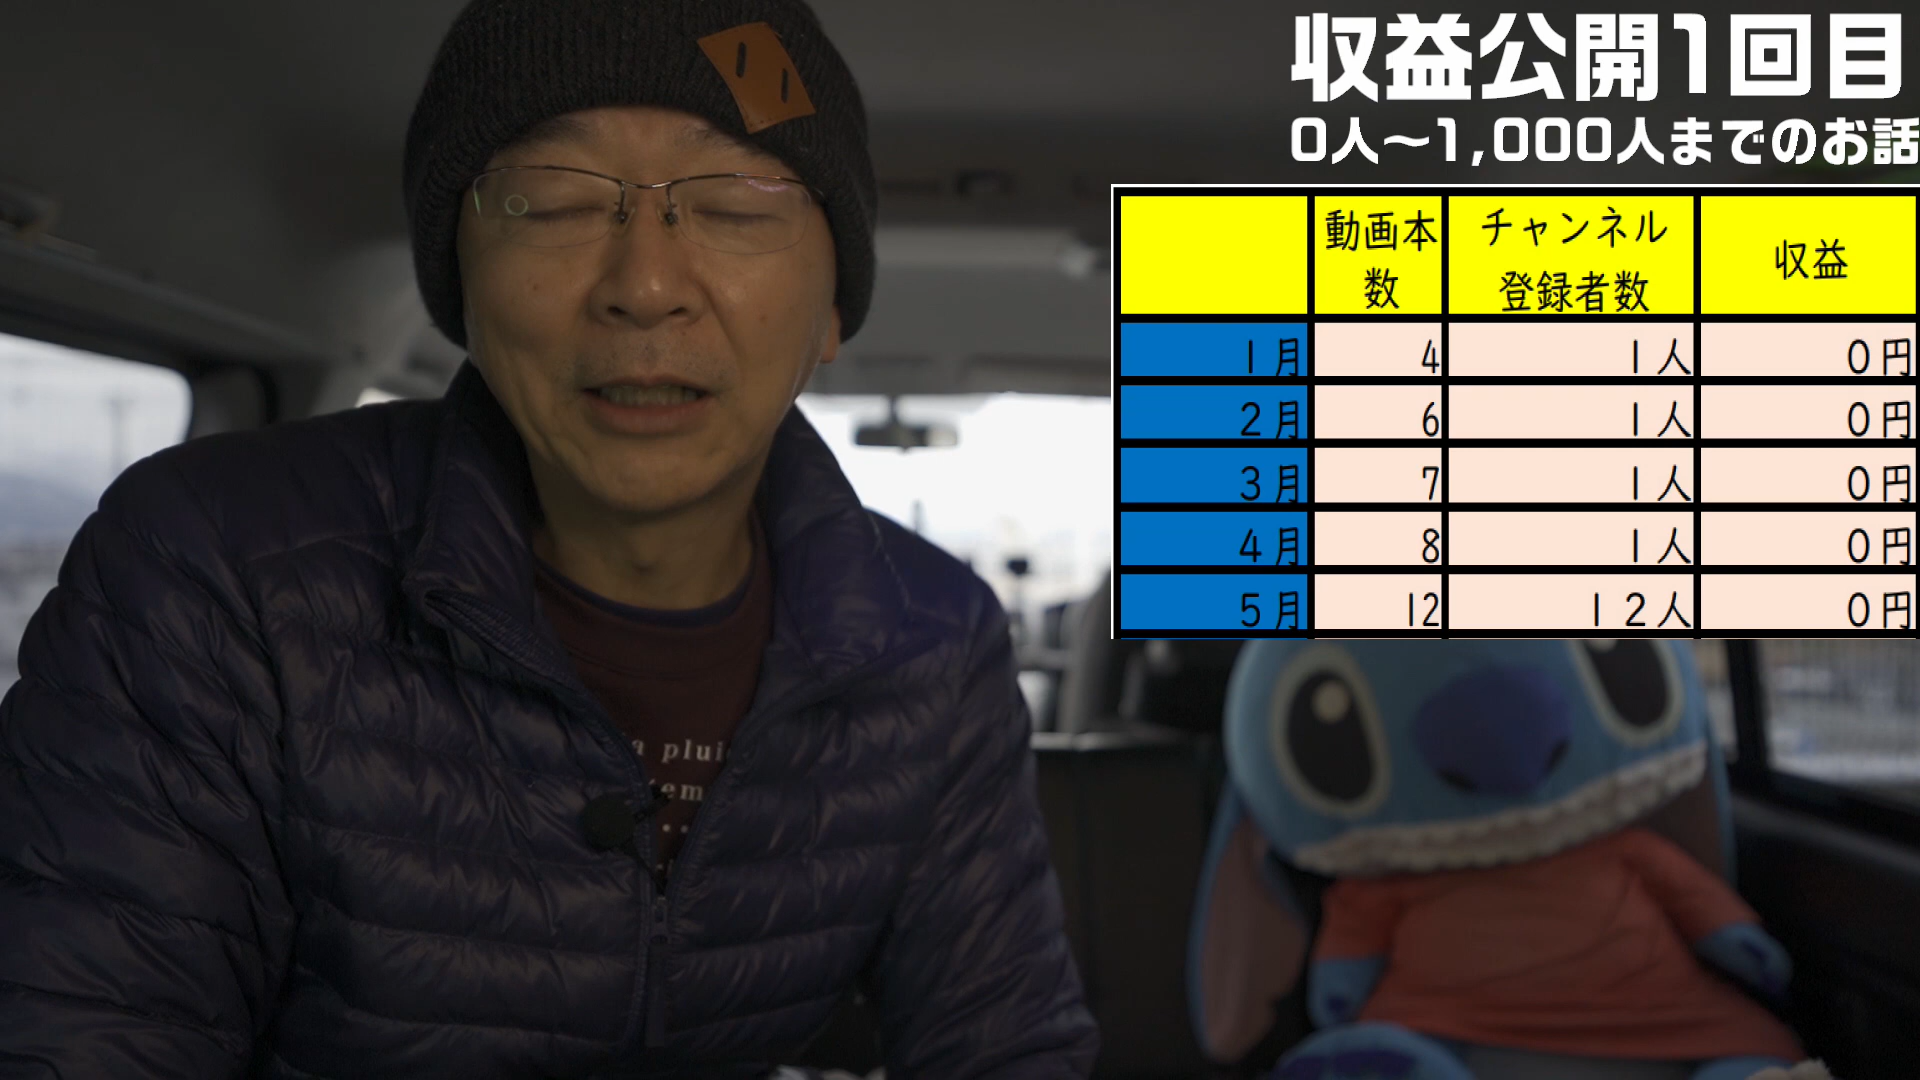 収益公開1回目
0人〜1,000人までのお話
動画本数 チャンネル登録者数 収益
1月 4 1人 0円
2月 6 1人 0円
3月 7 1人 0円
4月 8 1人 0円
5月 12 12人 0円
a plui
ém